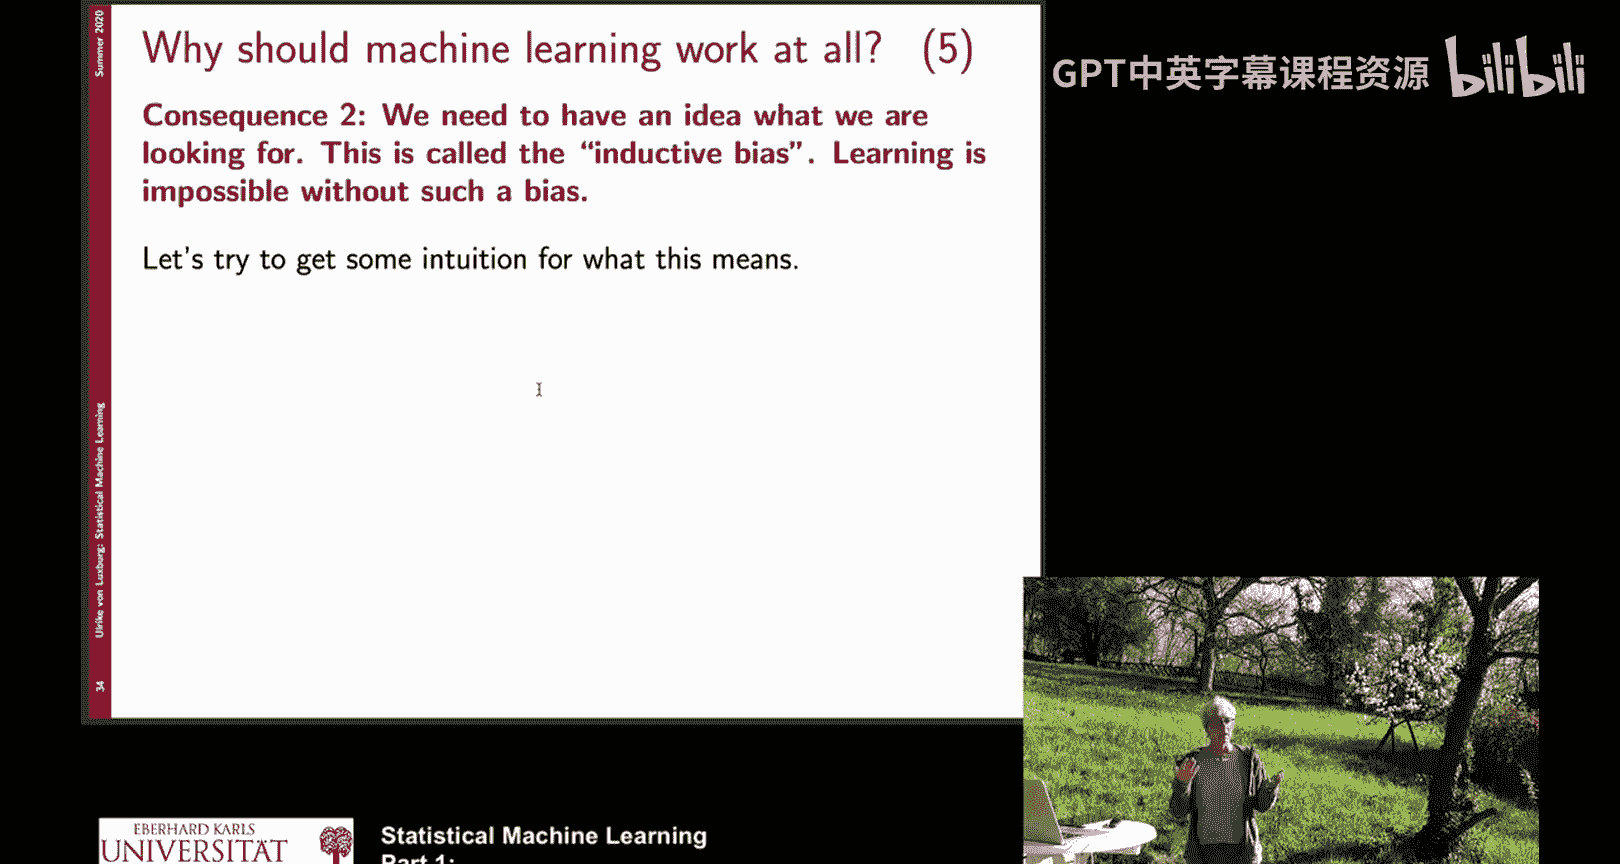 Why should machine learning work at all? (5)
Consequence 2: We need to have an idea what we are
looking for. This is called the “inductive bias”. Learning is
impossible without such a bias.
Let's try to get some intuition for what this means.
Summer 2020
Ulrike von Luxburg: Statistical Machine Learning
34
GPT中英字幕课程资源
bilibili
EBERHARD KARLS
UNIVERSITÄT
Statistical Machine Learning
Part 1: